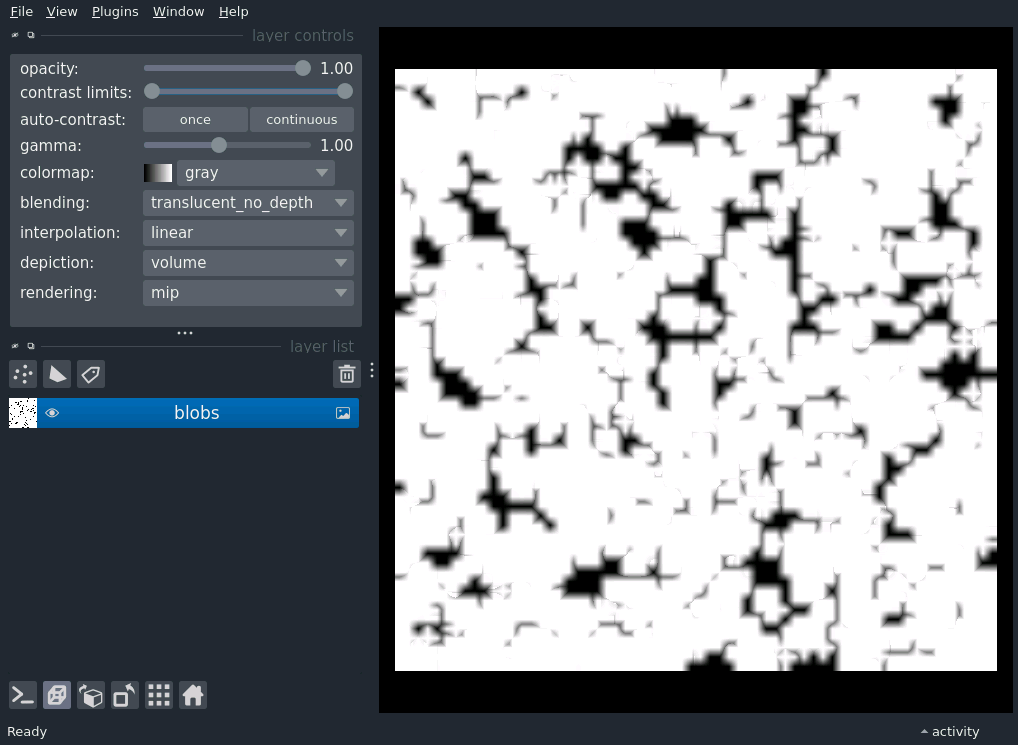 File View Plugins Window Help
layer controls
opacity: 1.00
contrast limits:
auto-contrast: once continuous
gamma: 1.00
colormap: gray
blending: translucent_no_depth
interpolation: linear
depiction: volume
rendering: mip
layer list
blobs
Ready activity